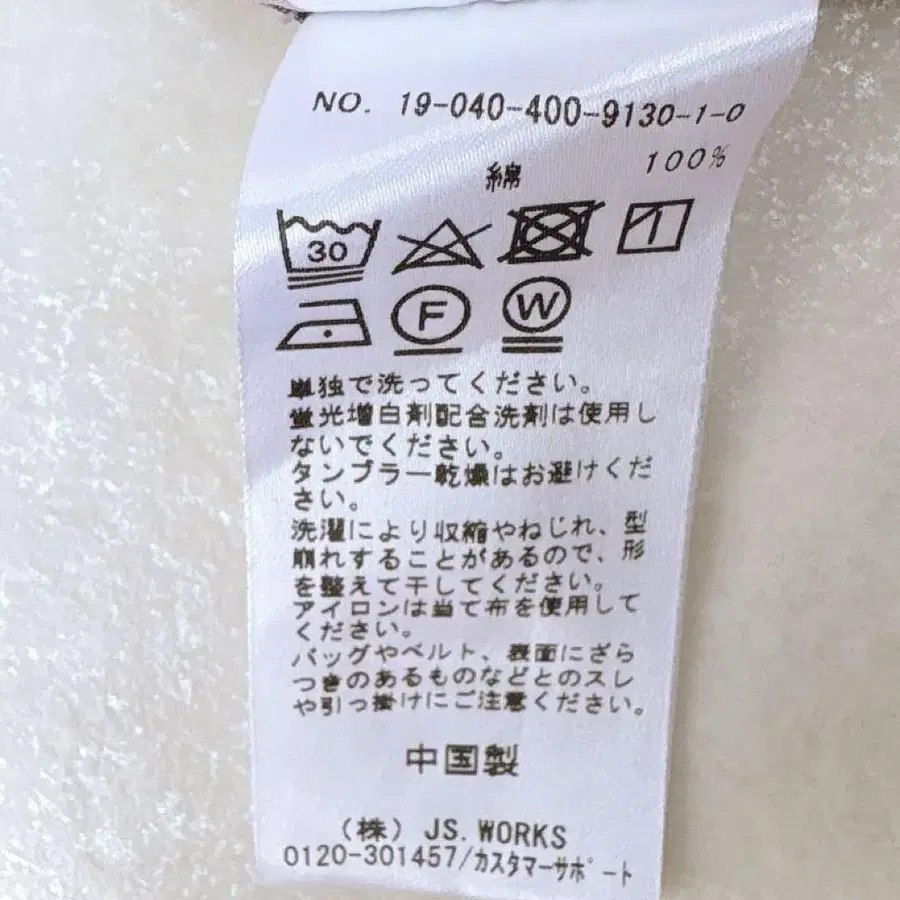 NO. 19-040-400-9130-1-0
綿 100%
30
F W
単独で洗ってください。
蛍光増白剤配合洗剤は使用し
ないでください。
タンブラー乾燥はお避けくだ
さい。
洗濯により収縮やねじれ、型
崩れすることがあるので、形
を整えて干してください。
アイロンは当て布を使用して
ください。
バッグやベルト、表面にざら
つきのあるものなどとのスレ
や引っ掛けにご注意ください。
中国製
(株) JS.WORKS
0120-301457/カスタマーサポート